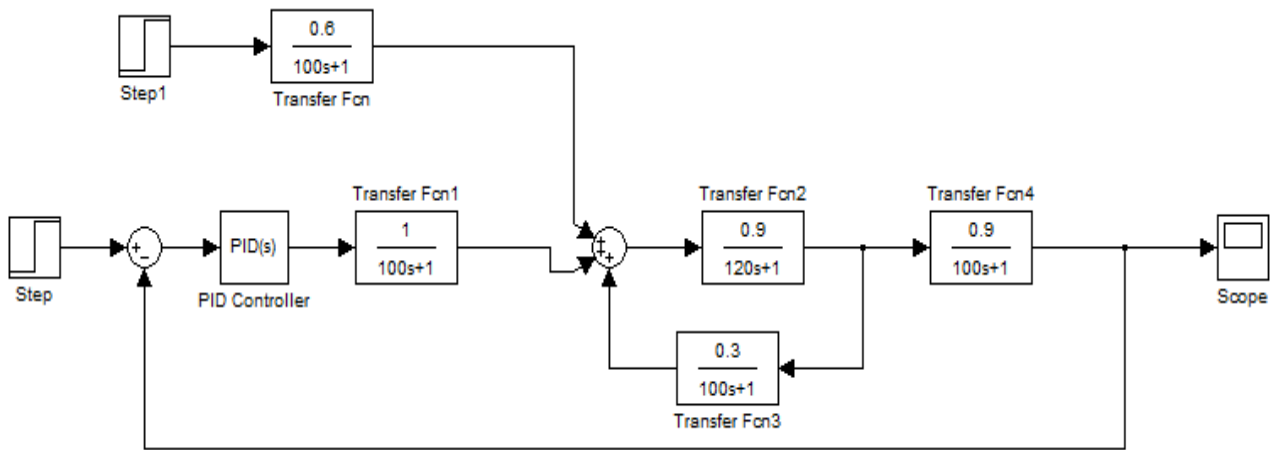 0.6
100s+1
Step1
Transfer Fcn
Transfer Fcn1
Transfer Fcn2
Transfer Fcn4
+
−
PID(s)
1
100s+1
+
+
+
0.9
120s+1
0.9
100s+1
Step
PID Controller
Scope
0.3
100s+1
Transfer Fcn3